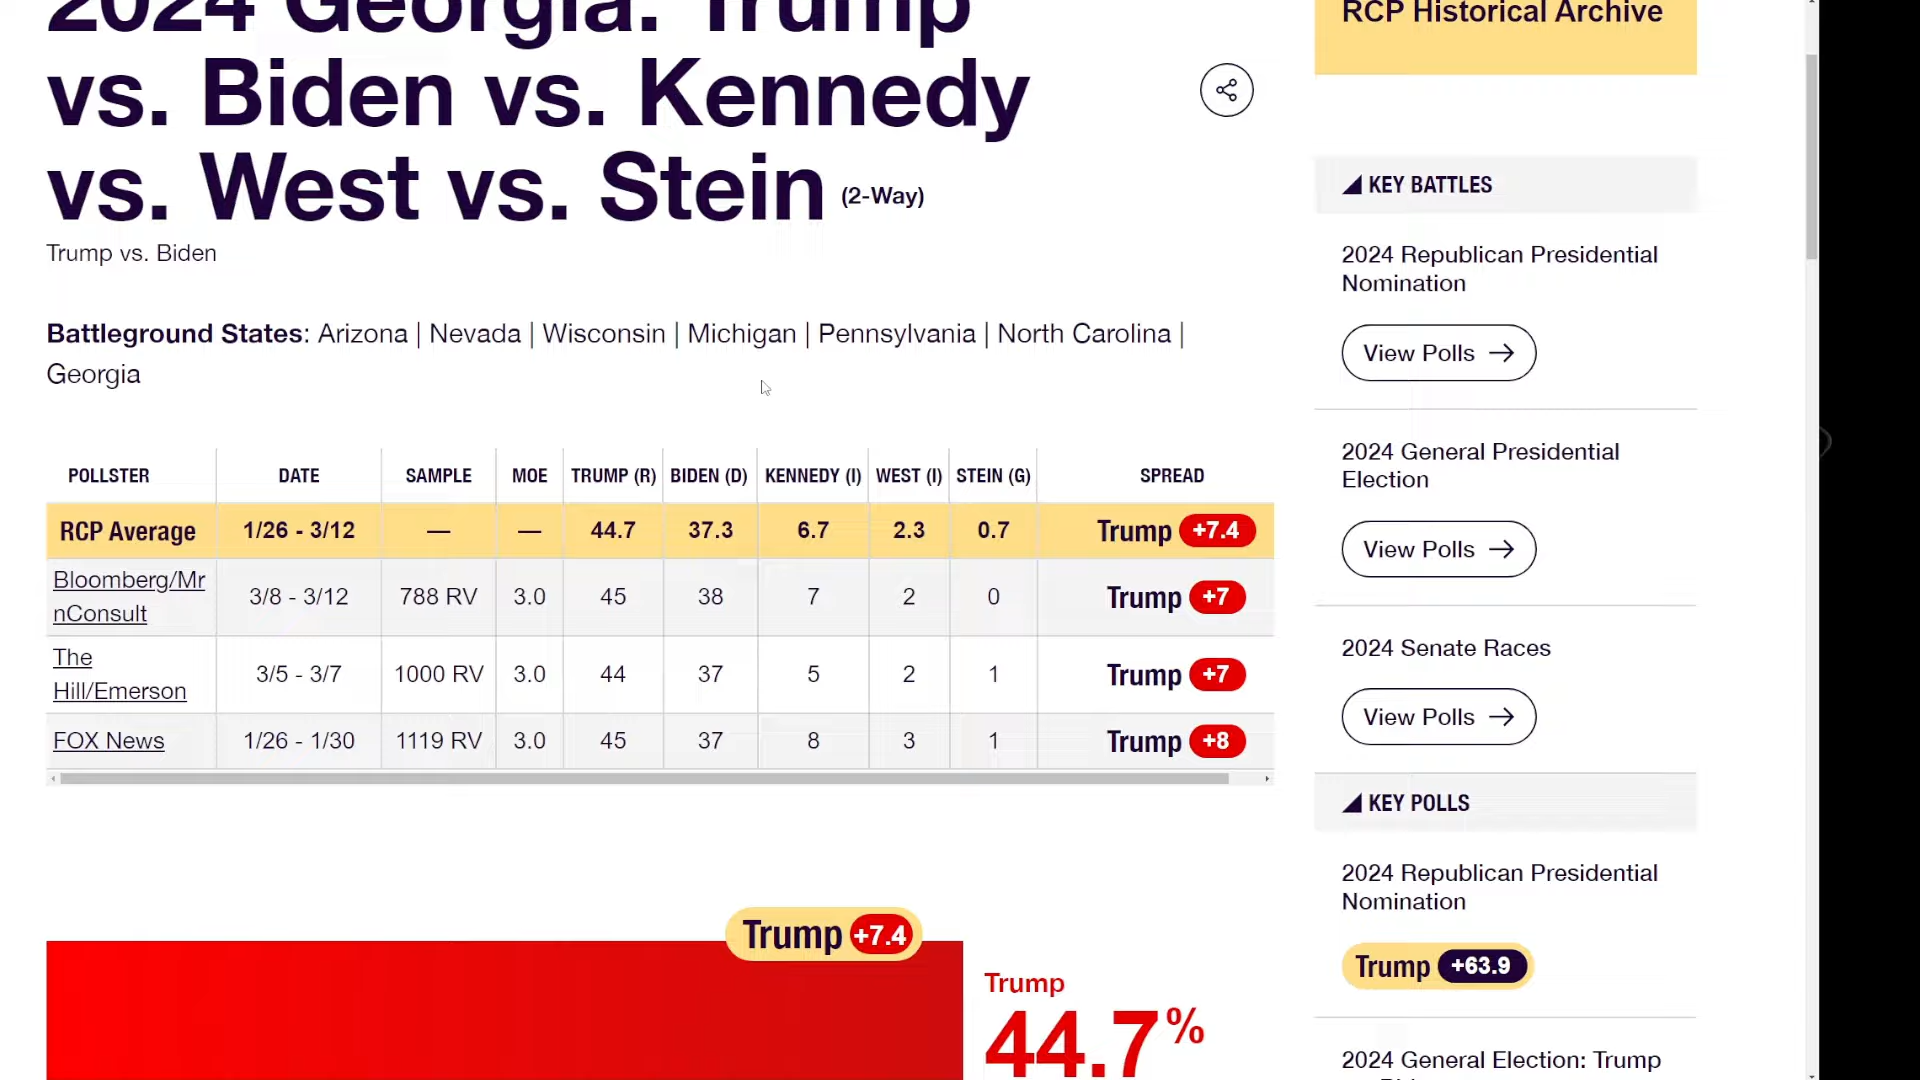 2024 Georgia: Trump
vs. Biden vs. Kennedy
vs. West vs. Stein (2-Way)
Trump vs. Biden
Battleground States: Arizona | Nevada | Wisconsin | Michigan | Pennsylvania | North Carolina |
Georgia
POLLSTER DATE SAMPLE MOE TRUMP (R) BIDEN (D) KENNEDY (I) WEST (I) STEIN (G) SPREAD
RCP Average 1/26 - 3/12 — — 44.7 37.3 6.7 2.3 0.7 Trump +7.4
Bloomberg/Mr
nConsult 3/8 - 3/12 788 RV 3.0 45 38 7 2 0 Trump +7
The
Hill/Emerson 3/5 - 3/7 1000 RV 3.0 44 37 5 2 1 Trump +7
FOX News 1/26 - 1/30 1119 RV 3.0 45 37 8 3 1 Trump +8
Trump +7.4
Trump
44.7%
RCP Historical Archive
KEY BATTLES
2024 Republican Presidential
Nomination
View Polls
2024 General Presidential
Election
View Polls
2024 Senate Races
View Polls
KEY POLLS
2024 Republican Presidential
Nomination
Trump +63.9
2024 General Election: Trump